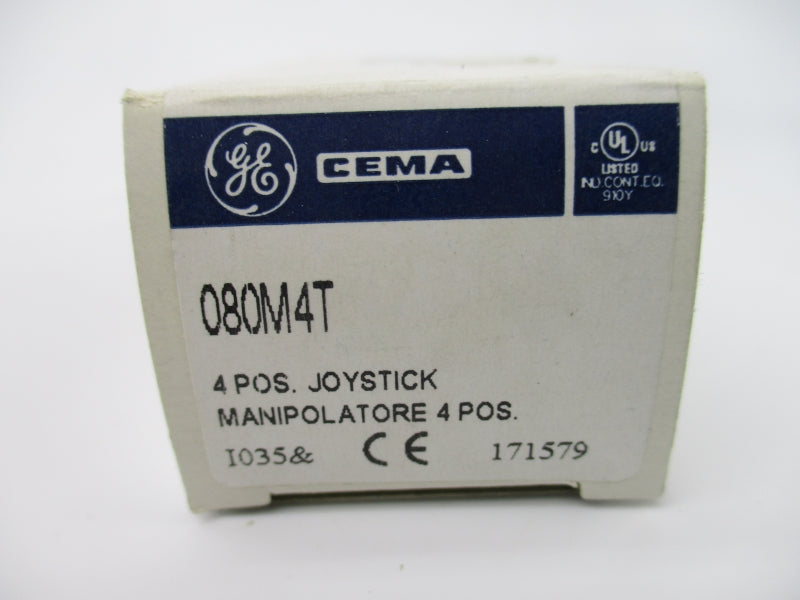 GE CEMA
C UL US
LISTED
IND.CONT.EQ.
910Y
080M4T
4 POS. JOYSTICK
MANIPOLATORE 4 POS.
I035& CE 171579